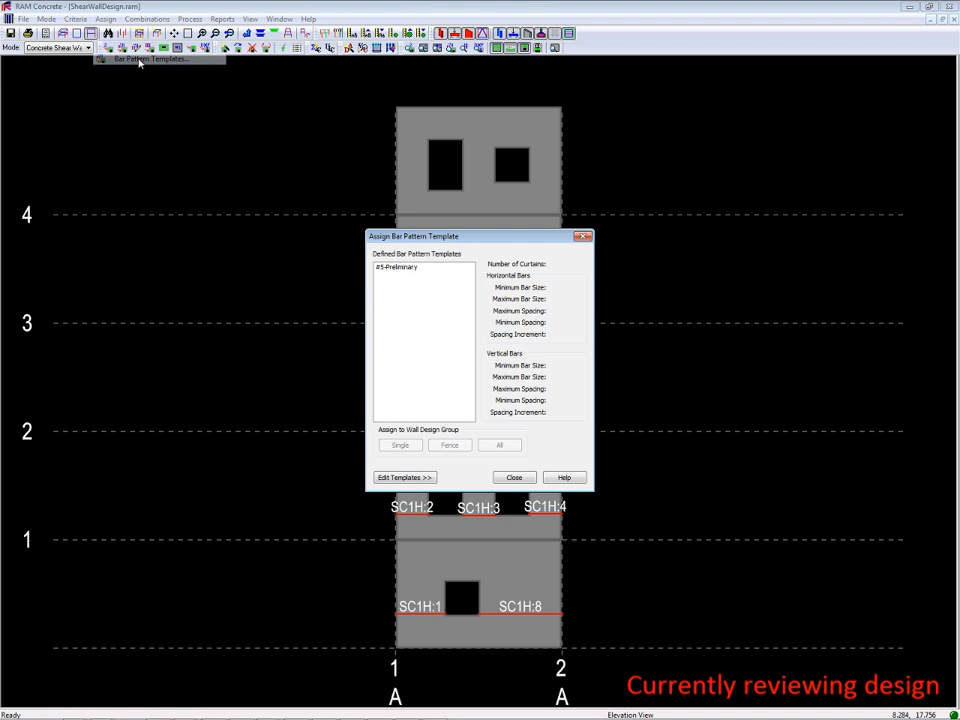 RAM Concrete - [ShearWallDesign.ram]
File Mode Criteria Assign Combinations Process Reports View Window Help
Mode: Concrete Shear Wa
Bar Pattern Templates...
4
Assign Bar Pattern Template
Defined Bar Pattern Templates
#5-Prelimnary
Number of Curtains:
Horizontal Bars
Minimum Bar Size:
Maximum Bar Size:
Maximum Spacing:
Minimum Spacing:
Spacing Increment:
3
Vertical Bars
Minimum Bar Size:
Maximum Bar Size:
Maximum Spacing:
Minimum Spacing:
Spacing Increment:
2
Assign to Wall Design Group
Single Fence All
Edit Templates >> Close Help
SC1H:2 SC1H:3 SC1H:4
1
SC1H:1 SC1H:8
1 2
A A
Currently reviewing design
Ready Elevation View 8.284, 17.756